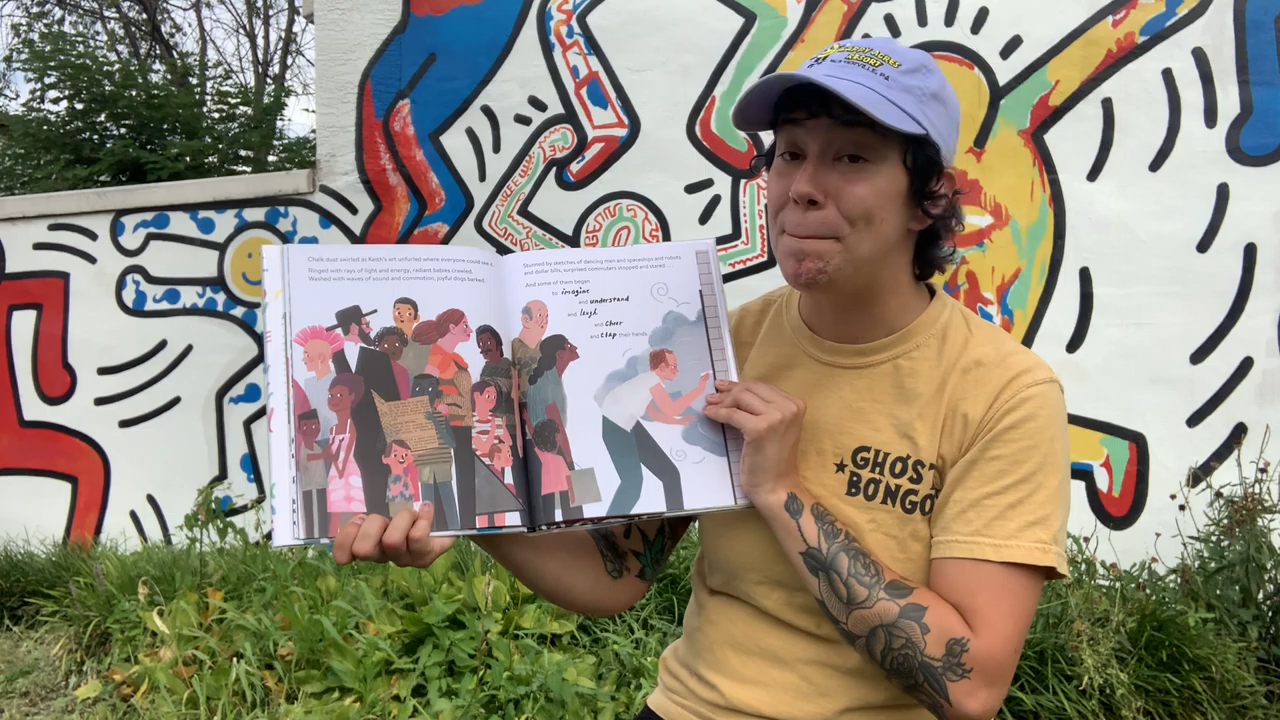 HAPPY ACRES
RESORT
Chalk dust swirled as Keith's art unfurled where everyone could see it.
Ringed with rays of light and energy, radiant babies crawled.
Washed with waves of sound and commotion, joyful dogs barked.
Stunned by sketches of dancing men and spaceships and robots
and dollar bills, surprised commuters stopped and stared ...
And some of them began
to imagine
and understand
and laugh
and cheer
and clap their hands.
GHOST
BONGO